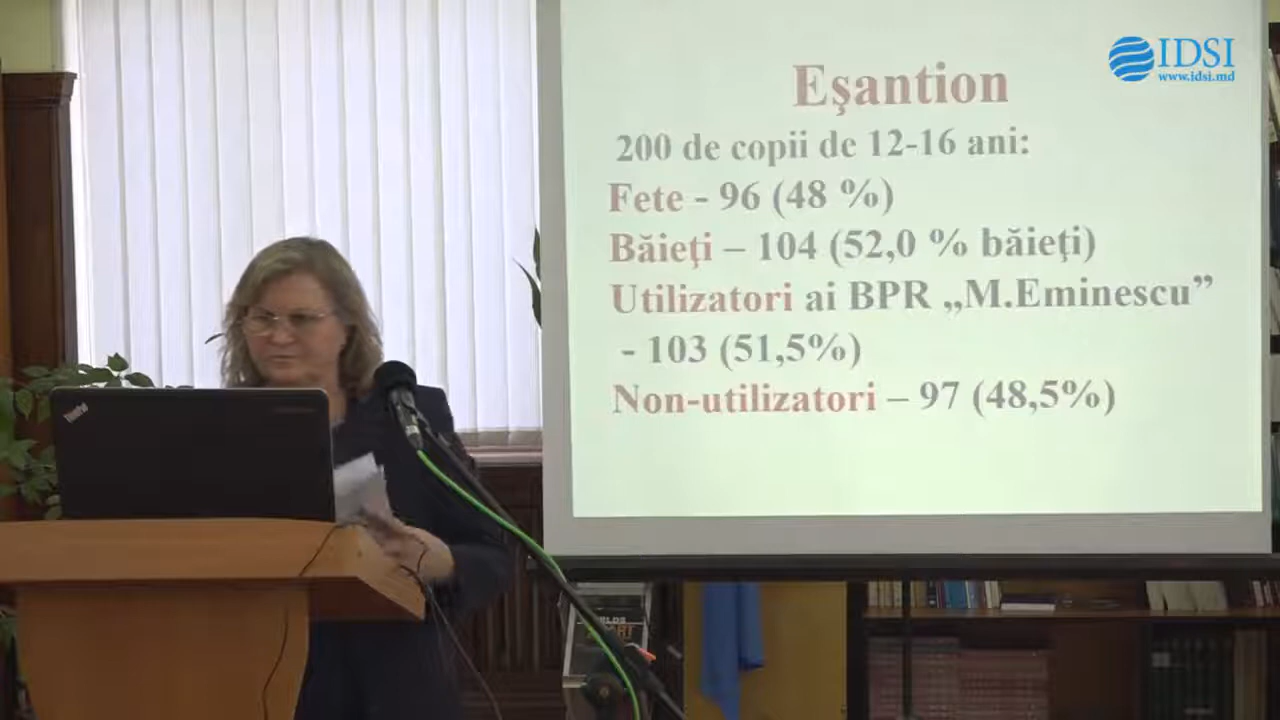 IDSI
www.idsi.md
Eşantion
200 de copii de 12-16 ani:
Fete - 96 (48 %)
Băieţi – 104 (52,0 % băieţi)
Utilizatori ai BPR „M.Eminescu”
- 103 (51,5%)
Non-utilizatori – 97 (48,5%)
ThinkPad